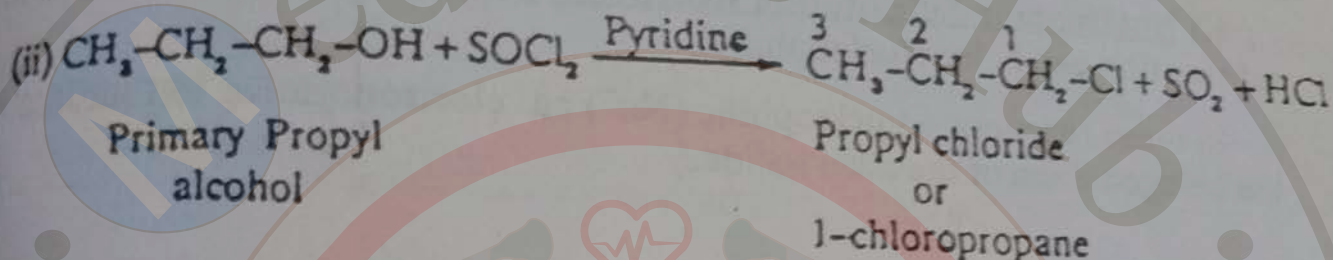 (ii) CH₃-CH₂-CH₂-OH + SOCl₂ Pyridine → 3 2 1 CH₃-CH₂-CH₂-Cl + SO₂ + HCl
Primary Propyl alcohol
Propyl chloride
or
1-chloropropane
M
Hub